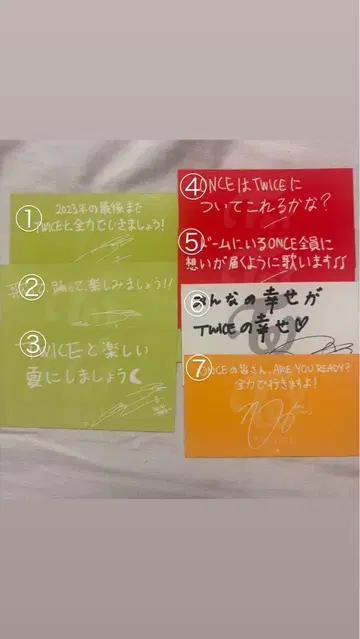 ①
2023年の最後まで
TWICEと全力でいきましょう!
②
踊って、楽しみましょう!!
③
TWICEと楽しい
夏にしましょう
④
ONCEはTWICEに
ついてこれるかな?
⑤
ドームにいるONCE全員に
想いが届くように歌います♪♪
⑥
みんなの幸せが
TWICEの幸せ♡
⑦
ONCEの皆さん、ARE YOU READY?
全力で行きますよ!